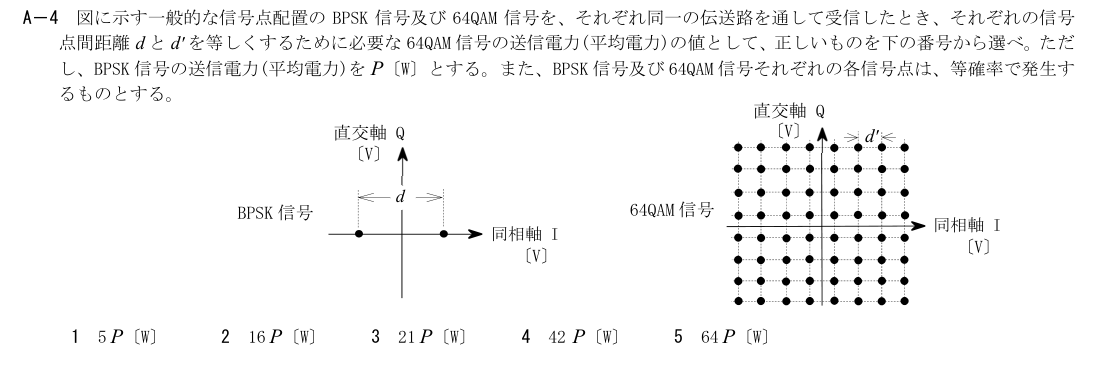 A－4 図に示す一般的な信号点配置の BPSK 信号及び 64QAM 信号を、それぞれ同一の伝送路を通して受信したとき、それぞれの信号
点間距離 d と d′を等しくするために必要な 64QAM 信号の送信電力(平均電力)の値として、正しいものを下の番号から選べ。ただ
し、BPSK 信号の送信電力(平均電力)を P〔W〕とする。また、BPSK 信号及び 64QAM 信号それぞれの各信号点は、等確率で発生す
るものとする。
直交軸 Q
〔V〕
d
BPSK 信号
同相軸 I
〔V〕
直交軸 Q
〔V〕
d′
64QAM 信号
同相軸 I
〔V〕
1 5P〔W〕 2 16P〔W〕 3 21P〔W〕 4 42 P〔W〕 5 64P〔W〕